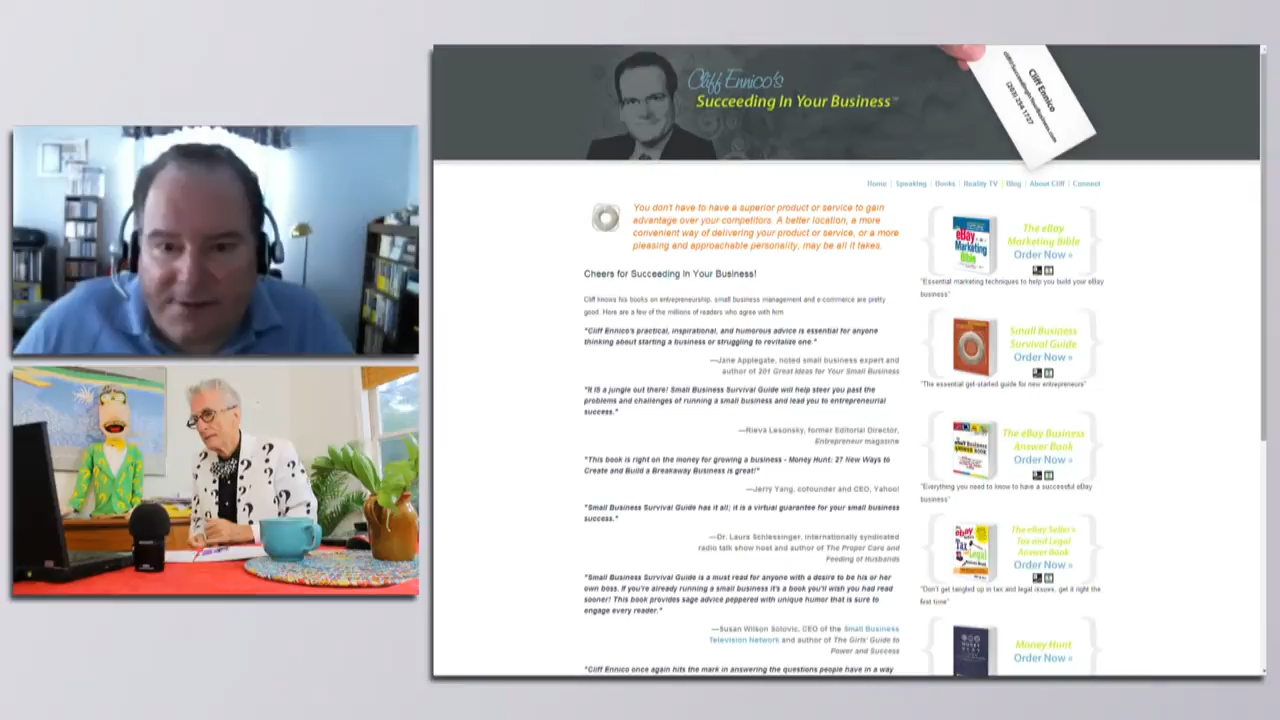 Cliff Ennico's
Succeeding In Your Business
Cliff Ennico
(203) 254-1727
Home | Speaking | Books | Reality TV | Blog | About Cliff | Connect
You don't have to have a superior product or service to gain
advantage over your competitors. A better location, a more
convenient way of delivering your product or service, or a more
pleasing and approachable personality, may be all it takes.
Cheers for Succeeding In Your Business!
Cliff knows his books on entrepreneurship, small business management and e-commerce are pretty
good. Here are a few of the millions of readers who agree with him
"Cliff Ennico's practical, inspirational, and humorous advice is essential for anyone
thinking about starting a business or struggling to revitalize one."
—Jane Applegate, noted small business expert and
author of 201 Great Ideas for Your Small Business
"It IS a jungle out there! Small Business Survival Guide will help steer you past the
problems and challenges of running a small business and lead you to entrepreneurial
success."
—Rieva Lesonsky, former Editorial Director,
Entrepreneur magazine
"This book is right on the money for growing a business - Money Hunt: 27 New Ways to
Create and Build a Breakaway Business is great!"
—Jerry Yang, cofounder and CEO, Yahoo!
"Small Business Survival Guide has it all; it is a virtual guarantee for your small business
success."
—Dr. Laura Schlessinger, internationally syndicated
radio talk show host and author of The Proper Care and
Feeding of Husbands
"Small Business Survival Guide is a must read for anyone with a desire to be his or her
own boss. If you're already running a small business it's a book you'll wish you had read
sooner! This book provides sage advice peppered with unique humor that is sure to
engage every reader."
—Susan Wilson Solovic, CEO of the Small Business
Television Network and author of The Girls' Guide to
Power and Success
"Cliff Ennico once again hits the mark in answering the questions people have in a way
The eBay
Marketing Bible
Order Now »
eBay
Marketing
Bible
"Essential marketing techniques to help you build your eBay
business"
Small Business
Survival Guide
Order Now »
"The essential get-started guide for new entrepreneurs"
The eBay Business
Answer Book
Order Now »
"Everything you need to know to have a successful eBay
business"
The eBay Seller's
Tax and Legal
Answer Book
Order Now »
eBay
Tax
Legal
"Don't get tangled up in tax and legal issues, get it right the
first time"
Money Hunt
Order Now »